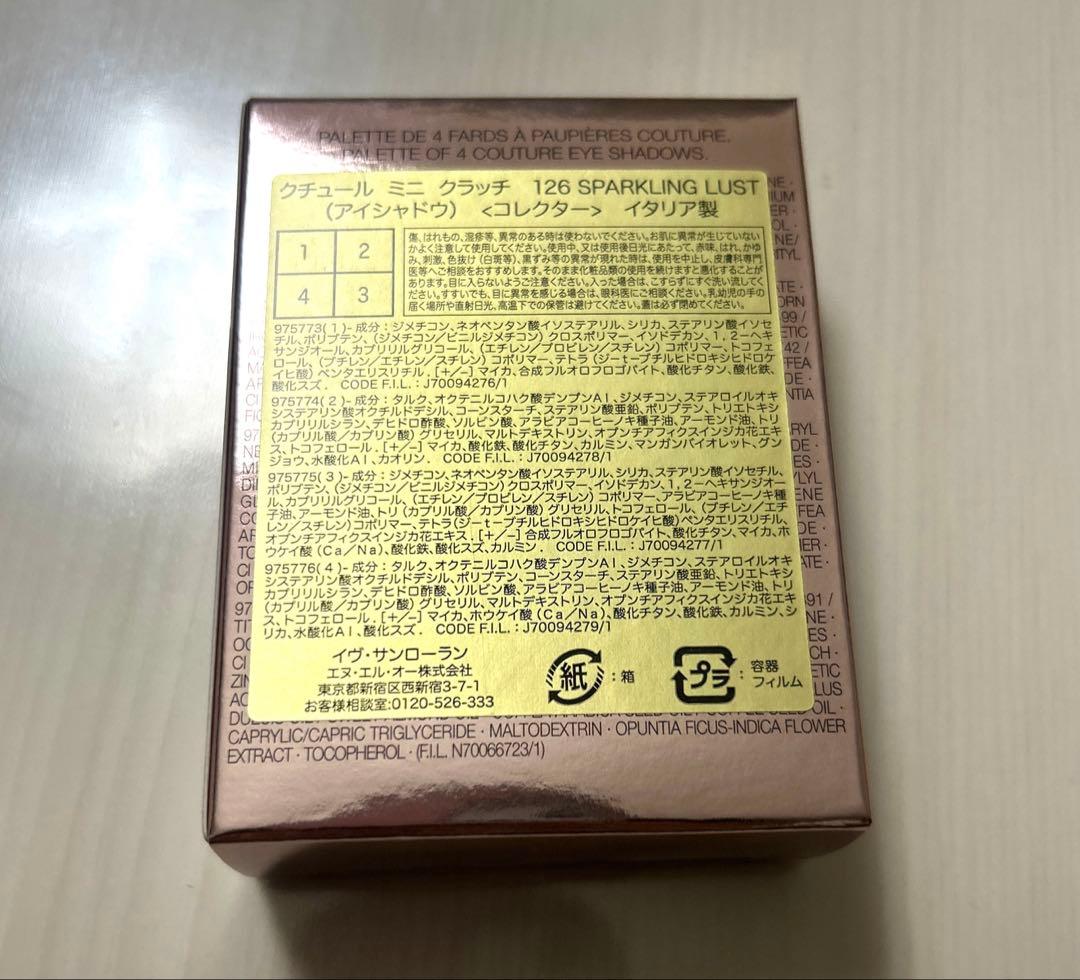 PALETTE DE 4 FARDS À PAUPIÈRES COUTURE.
PALETTE OF 4 COUTURE EYE SHADOWS.
クチュール ミニ クラッチ 126 SPARKLING LUST
（アイシャドウ） <コレクター> イタリア製
1 2
4 3
傷、はれもの、湿疹等、異常のある時は使わないでください。お肌に異常が生じていない
かよく注意して使用してください。使用中、又は使用後日光にあたって、赤味、はれ、かゆ
み、刺激、色抜け(白斑等)、黒ずみ等の異常が現れた時は、使用を中止し、皮膚科専門
医等へご相談をおすすめします。そのまま化粧品類の使用を続けますと悪化することが
あります。目に入らないようご注意ください。入った場合は、こすらずにすぐ洗い流してく
ださい。すすいでも、目に異常を感じる場合は、眼科医にご相談ください。乳幼児の手の
届く場所や直射日光、高温下での保管は避けてください。蓋は必ず閉めてください。
975773(1)-成分：ジメチコン、ネオペンタン酸イソステアリル、シリカ、ステアリン酸イソセ
チル、ポリブテン、(ジメチコン／ビニルジメチコン) クロスポリマー、イソドデカン、1,2-ヘキ
サンジオール、カプリリルグリコール、(エチレン／プロピレン／スチレン) コポリマー、トコフェ
ロール、(ブチレン／エチレン／スチレン) コポリマー、テトラ (ジ-t-ブチルヒドロキシヒドロケ
イヒ酸) ペンタエリスリチル. [+/-] マイカ、合成フルオロフロゴパイト、酸化チタン、酸化鉄、
酸化スズ. CODE F.I.L.：J70094276/1
975774(2)-成分：タルク、オクテニルコハク酸デンプンAl、ジメチコン、ステアロイルオキ
システアリン酸オクチルドデシル、コーンスターチ、ステアリン酸亜鉛、ポリブテン、トリエトキシ
カプリリルシラン、デヒドロ酢酸、ソルビン酸、アラビアコーヒーノキ種子油、アーモンド油、トリ
(カプリル酸／カプリン酸) グリセリル、マルトデキストリン、オプンチアフィクスインジカ花エキ
ス、トコフェロール. [+/-] マイカ、酸化鉄、酸化チタン、カルミン、マンガンバイオレット、グン
ジョウ、水酸化Al、カオリン. CODE F.I.L.：J70094278/1
975775(3)-成分：ジメチコン、ネオペンタン酸イソステアリル、シリカ、ステアリン酸イソセチル、
ポリブテン、(ジメチコン／ビニルジメチコン) クロスポリマー、イソドデカン、1,2-ヘキサンジオー
ル、カプリリルグリコール、(エチレン／プロピレン／スチレン) コポリマー、アラビアコーヒーノキ種
子油、アーモンド油、トリ (カプリル酸／カプリン酸) グリセリル、トコフェロール、(ブチレン／エチ
レン／スチレン)コポリマー、テトラ(ジ-t-ブチルヒドロキシヒドロケイヒ酸)ペンタエリスリチル、
オプンチアフィクスインジカ花エキス. [+/-] 合成フルオロフロゴパイト、酸化チタン、マイカ、ホ
ウケイ酸(Ca/Na)、酸化鉄、酸化スズ、カルミン. CODE F.I.L.：J70094277/1
975776(4)-成分：タルク、オクテニルコハク酸デンプンAl、ジメチコン、ステアロイルオキ
システアリン酸オクチルドデシル、ポリブテン、コーンスターチ、ステアリン酸亜鉛、トリエトキシ
カプリリルシラン、デヒドロ酢酸、ソルビン酸、アラビアコーヒーノキ種子油、アーモンド油、トリ
(カプリル酸／カプリン酸) グリセリル、マルトデキストリン、オプンチアフィクスインジカ花エキ
ス、トコフェロール. [+/-] マイカ、ホウケイ酸 (Ca/Na)、酸化チタン、酸化鉄、カルミン、シ
リカ、水酸化Al、酸化スズ. CODE F.I.L.：J70094279/1
イヴ・サンローラン
エヌ・エル・オー株式会社
東京都新宿区西新宿3-7-1
お客様相談室:0120-526-333
紙：箱
プラ：容器
フィルム
CAPRYLIC/CAPRIC TRIGLYCERIDE · MALTODEXTRIN · OPUNTIA FICUS-INDICA FLOWER
EXTRACT · TOCOPHEROL · (F.I.L. N70066723/1)